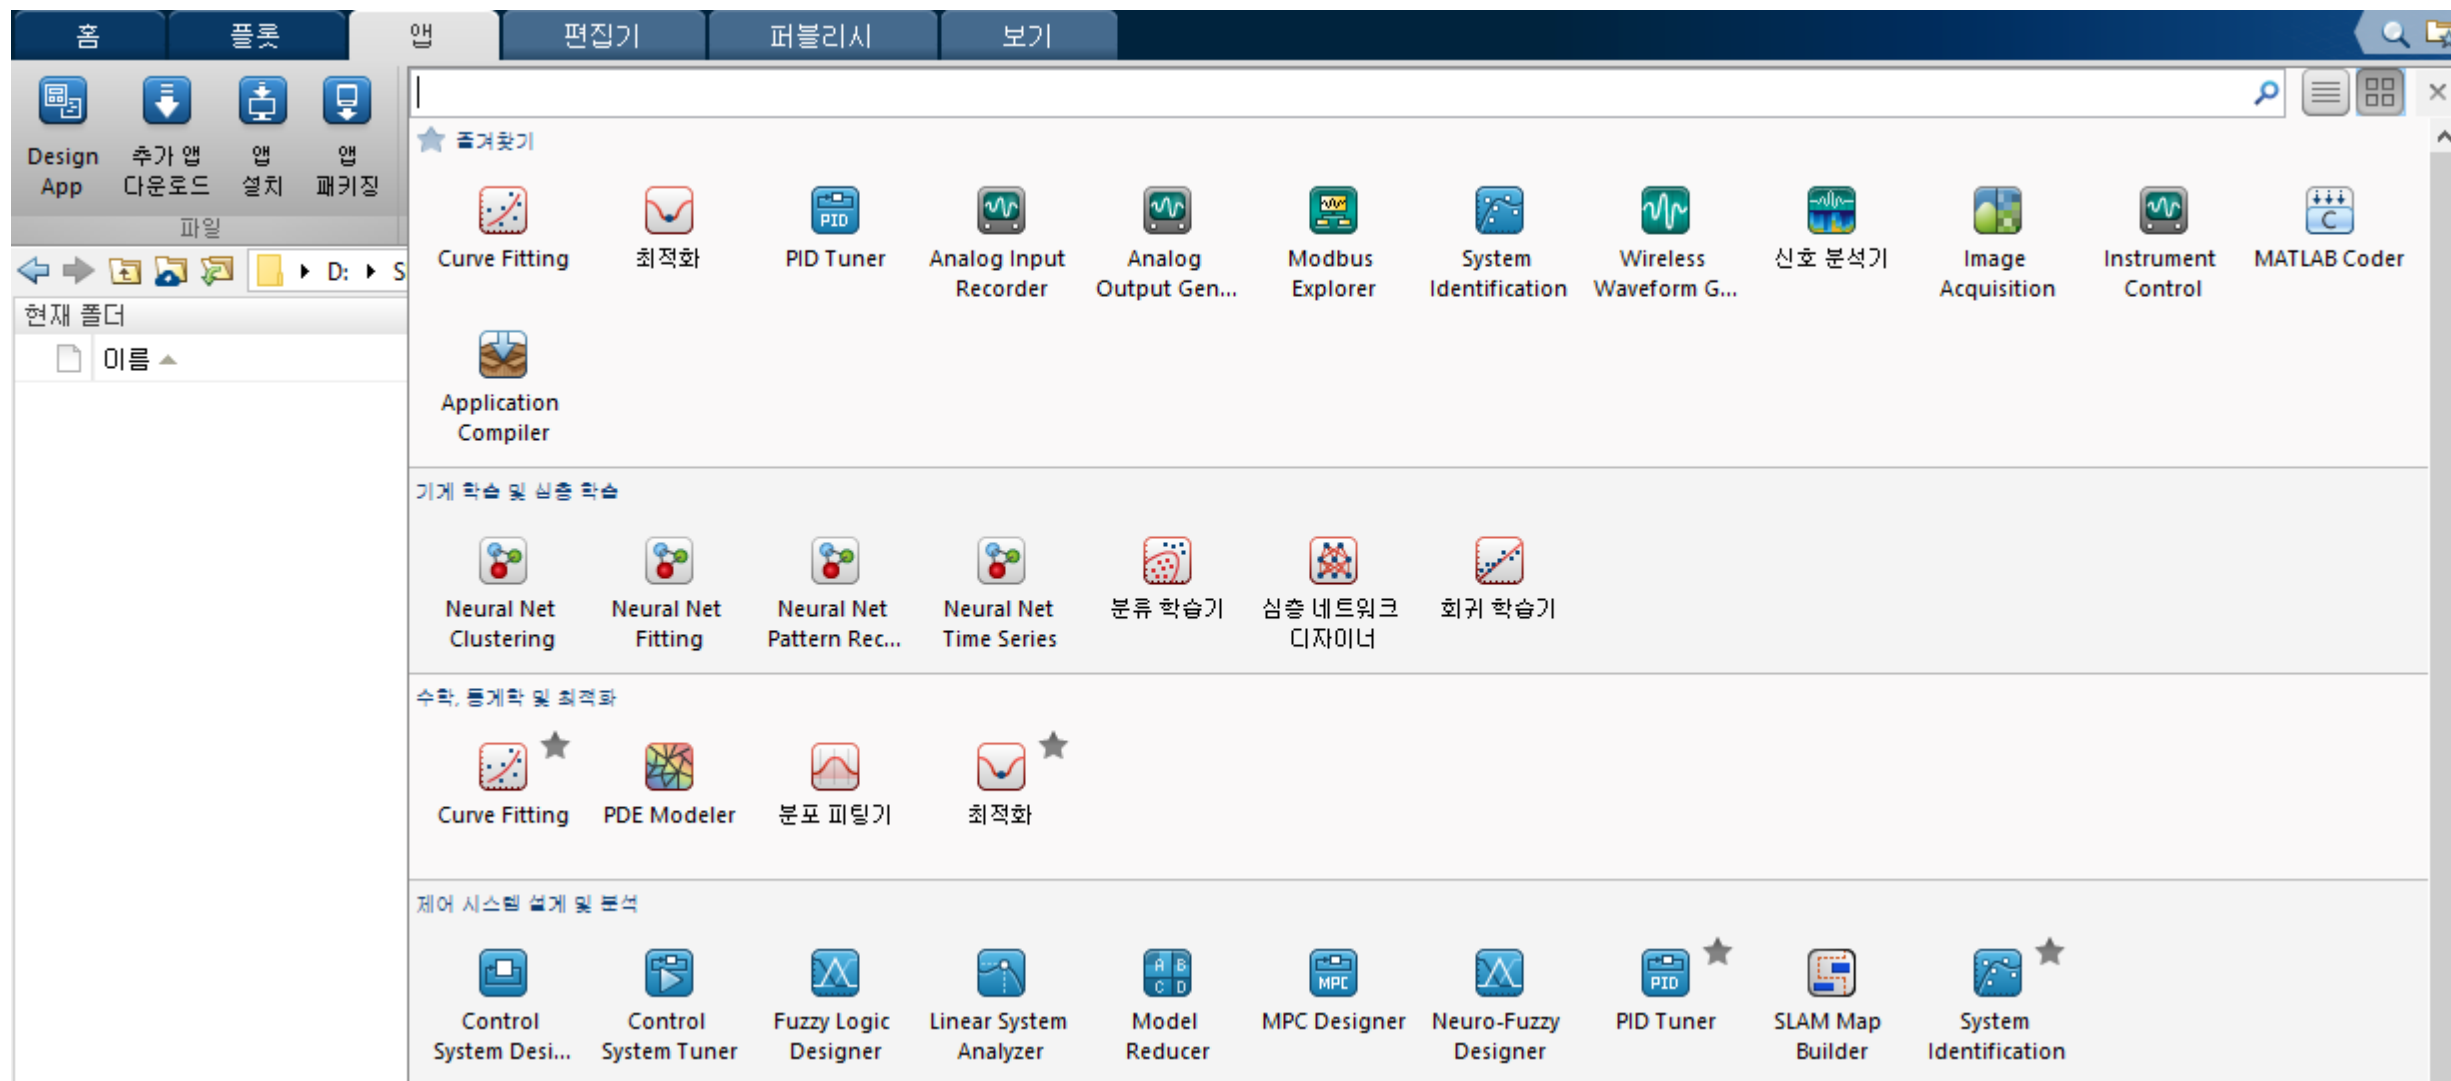 홈 플롯 앱 편집기 퍼블리시 보기
Design App
추가 앱 다운로드
앱 설치
앱 패키징
파일
D: S
현재 폴더
이름
즐겨찾기
Curve Fitting
최적화
PID
PID Tuner
Analog Input Recorder
Analog Output Gen...
Modbus Explorer
System Identification
Wireless Waveform G...
신호 분석기
Image Acquisition
Instrument Control
C
MATLAB Coder
Application Compiler
기계 학습 및 심층 학습
Neural Net Clustering
Neural Net Fitting
Neural Net Pattern Rec...
Neural Net Time Series
분류 학습기
심층 네트워크 디자이너
회귀 학습기
수학, 통계학 및 최적화
Curve Fitting
PDE Modeler
분포 피팅기
최적화
제어 시스템 설계 및 분석
Control System Desi...
Control System Tuner
Fuzzy Logic Designer
Linear System Analyzer
A B
C D
Model Reducer
MPC
MPC Designer
Neuro-Fuzzy Designer
PID
PID Tuner
SLAM Map Builder
System Identification